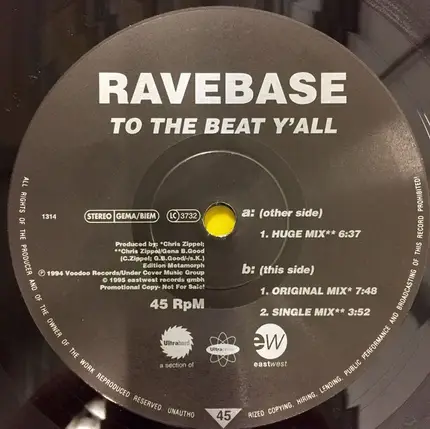 RAVEBASE
TO THE BEAT Y'ALL
1314
STEREO GEMA/BIEM LC 3732
Produced by: *Chris Zippel;
**Chris Zippel/Gena B.Good
(C.Zippel; G.B.Good/-/s.K.)
Edition Metamorph
℗ 1994 Voodoo Records/Under Cover Music Group
© 1995 eastwest records gmbh
Promotional Copy- Not For Sale!
45 RpM
a: (other side)
1. HUGE MIX** 6:37
b: (this side)
1. ORIGINAL MIX* 7:48
2. SINGLE MIX** 3:52
a section of
ew
eastwest
ALL RIGHTS OF THE PRODUCER AND OF THE OWNER OF THE WORK REPRODUCED RESERVED. UNAUTHO
45
RIZED COPYING, HIRING, LENDING, PUBLIC PERFORMANCE AND BROADCASTING OF THIS RECORD PROHIBITED!